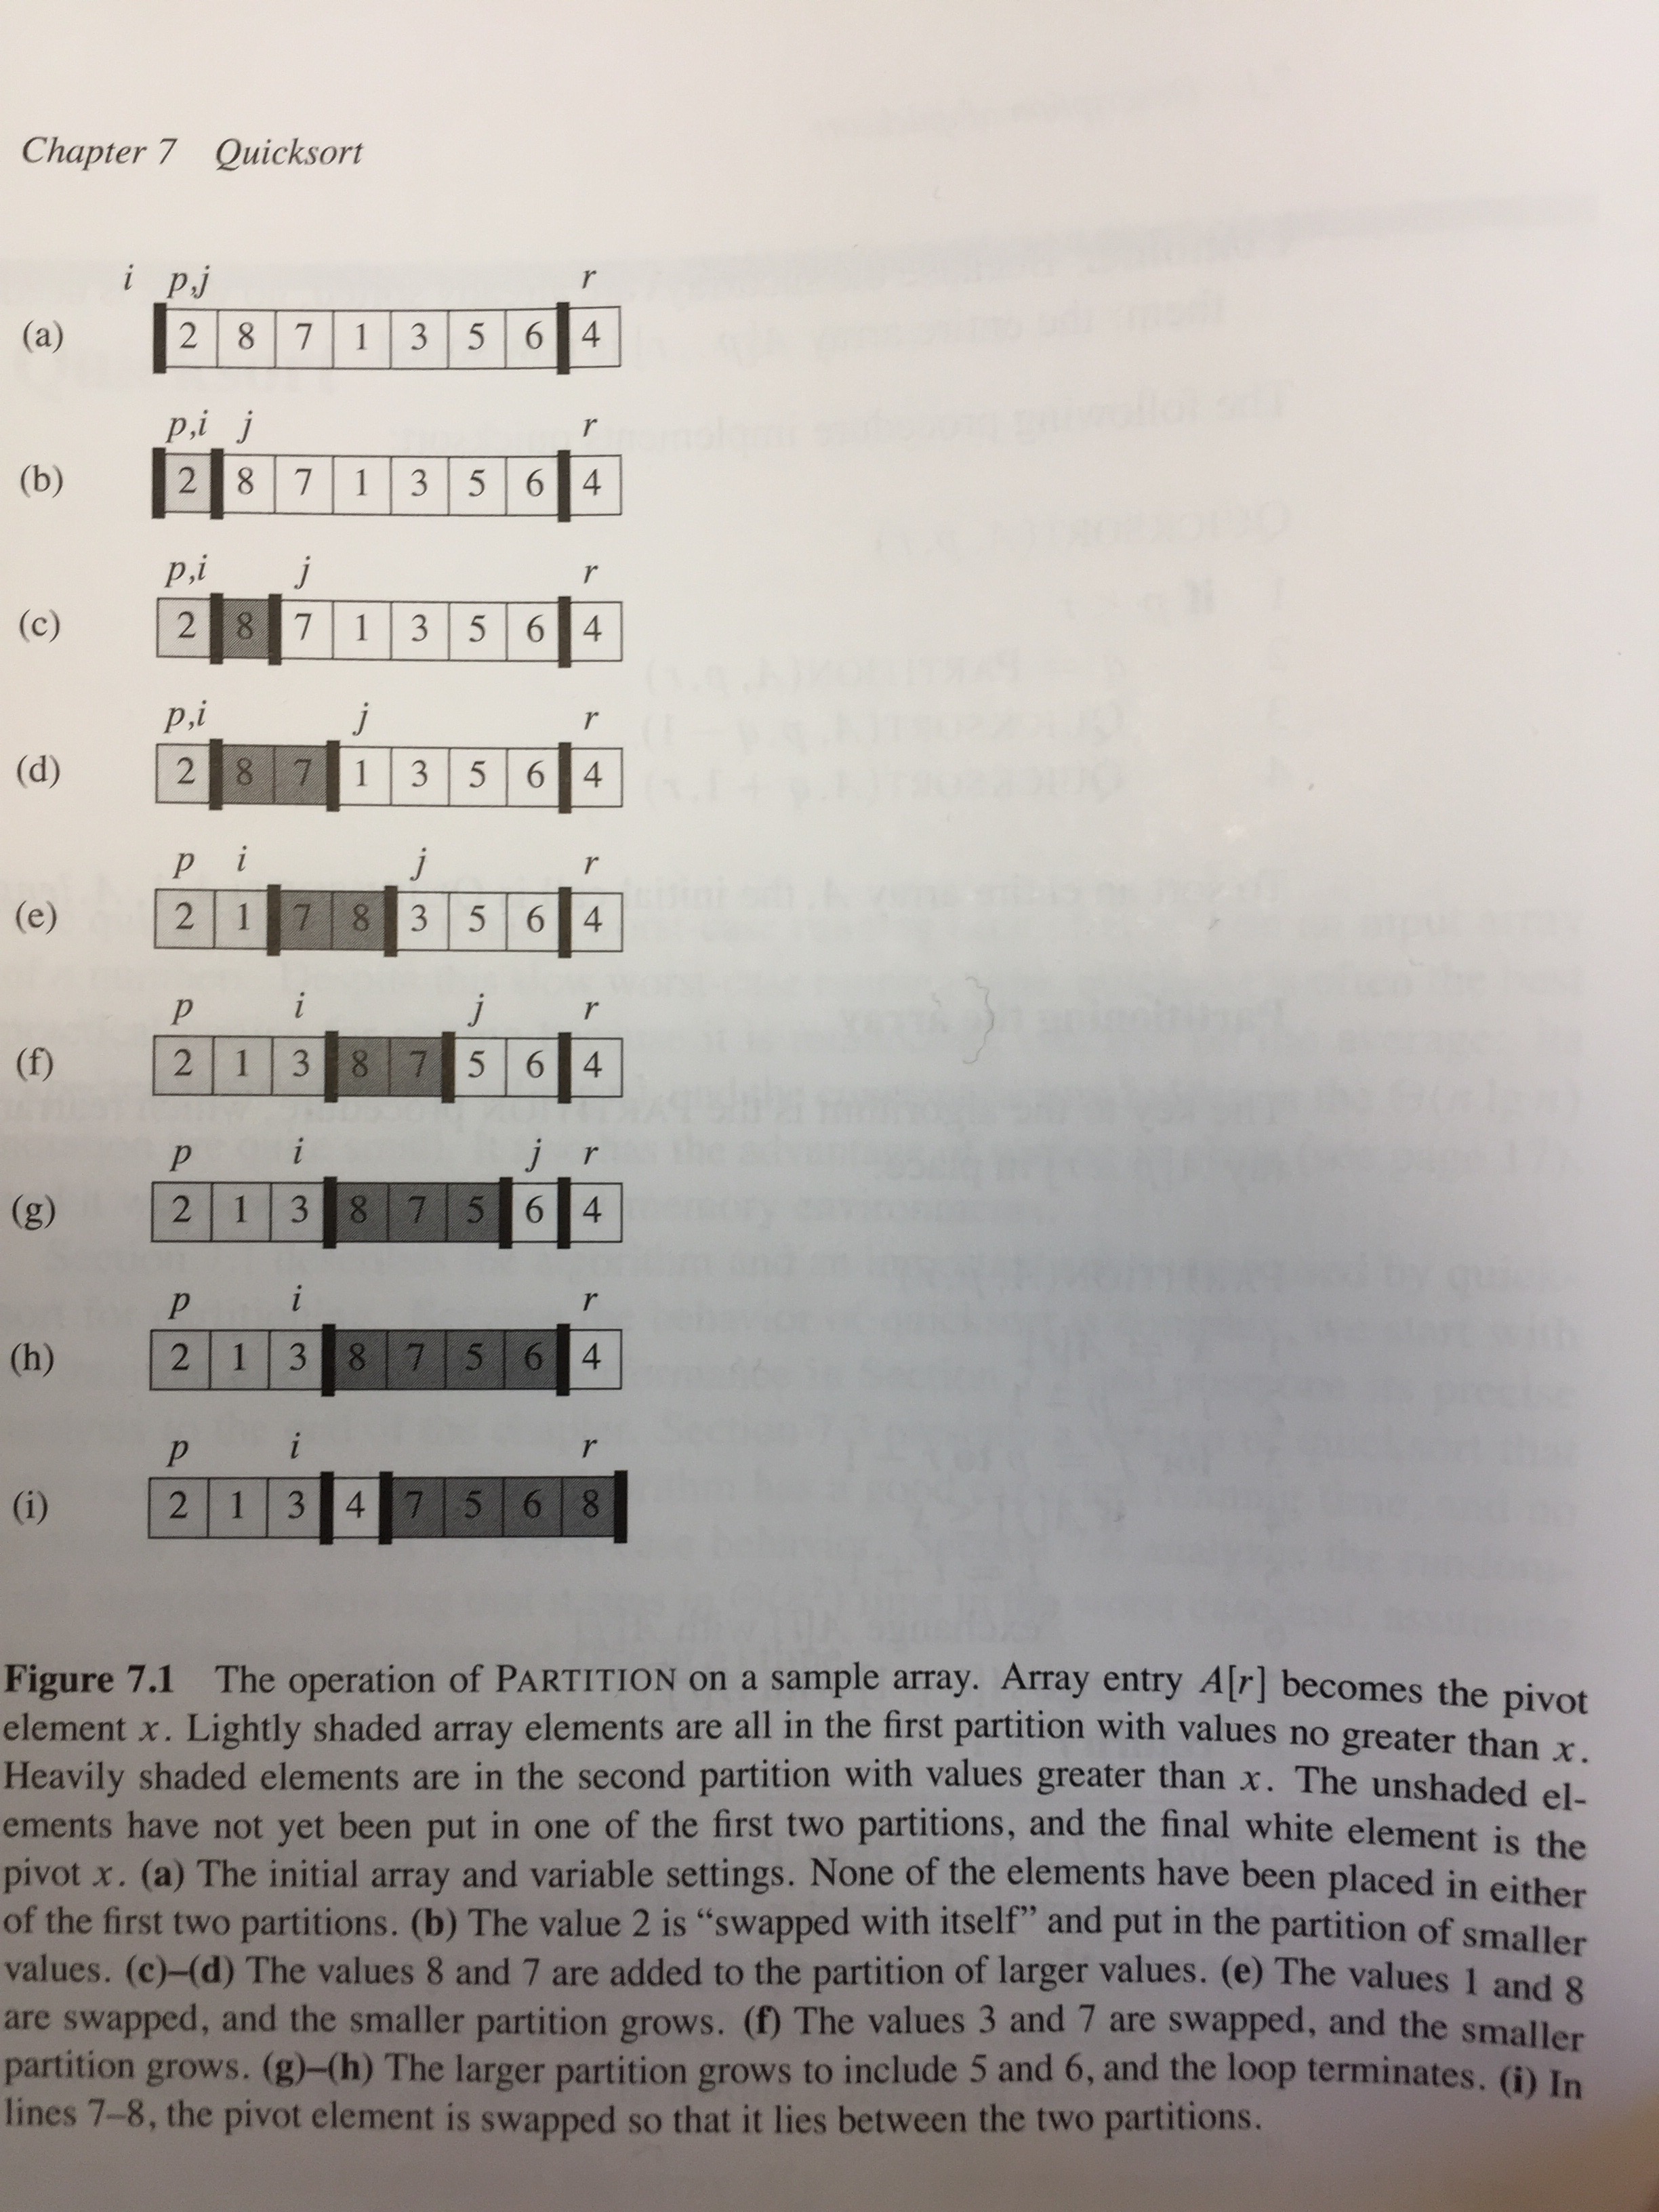 Chapter 7 Quicksort
i p,j r
(a) 2 8 7 1 3 5 6 4
p,i j r
(b) 2 8 7 1 3 5 6 4
p,i j r
(c) 2 8 7 1 3 5 6 4
p,i j r
(d) 2 8 7 1 3 5 6 4
p i j r
(e) 2 1 7 8 3 5 6 4
p i j r
(f) 2 1 3 8 7 5 6 4
p i j r
(g) 2 1 3 8 7 5 6 4
p i r
(h) 2 1 3 8 7 5 6 4
p i r
(i) 2 1 3 4 7 5 6 8
Figure 7.1 The operation of PARTITION on a sample array. Array entry A[r] becomes the pivot
element x. Lightly shaded array elements are all in the first partition with values no greater than x.
Heavily shaded elements are in the second partition with values greater than x. The unshaded el-
ements have not yet been put in one of the first two partitions, and the final white element is the
pivot x. (a) The initial array and variable settings. None of the elements have been placed in either
of the first two partitions. (b) The value 2 is “swapped with itself” and put in the partition of smaller
values. (c)–(d) The values 8 and 7 are added to the partition of larger values. (e) The values 1 and 8
are swapped, and the smaller partition grows. (f) The values 3 and 7 are swapped, and the smaller
partition grows. (g)–(h) The larger partition grows to include 5 and 6, and the loop terminates. (i) In
lines 7–8, the pivot element is swapped so that it lies between the two partitions.